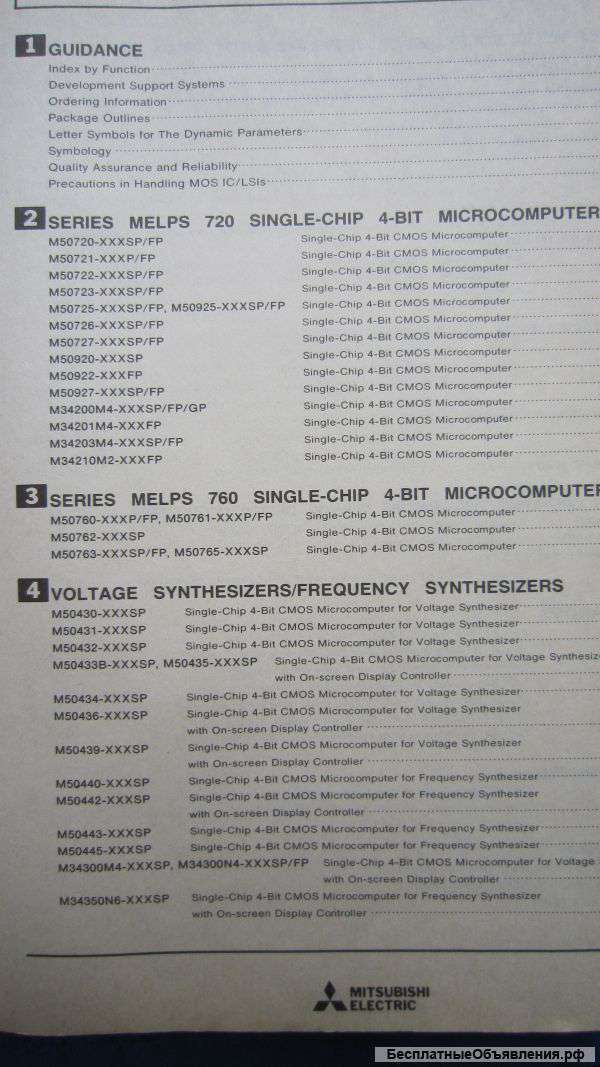 1 GUIDANCE
Index by Function
Development Support Systems
Ordering Information
Package Outlines
Letter Symbols for The Dynamic Parameters
Symbology
Quality Assurance and Reliability
Precautions in Handling MOS IC/LSIs
2 SERIES MELPS 720 SINGLE-CHIP 4-BIT MICROCOMPUTER
M50720-XXXSP/FP Single-Chip 4-Bit CMOS Microcomputer
M50721-XXXP/FP Single-Chip 4-Bit CMOS Microcomputer
M50722-XXXSP/FP Single-Chip 4-Bit CMOS Microcomputer
M50723-XXXSP/FP Single-Chip 4-Bit CMOS Microcomputer
M50725-XXXSP/FP, M50925-XXXSP/FP Single-Chip 4-Bit CMOS Microcomputer
M50726-XXXSP/FP Single-Chip 4-Bit CMOS Microcomputer
M50727-XXXSP/FP Single-Chip 4-Bit CMOS Microcomputer
M50920-XXXSP Single-Chip 4-Bit CMOS Microcomputer
M50922-XXXFP Single-Chip 4-Bit CMOS Microcomputer
M50927-XXXSP/FP Single-Chip 4-Bit CMOS Microcomputer
M34200M4-XXXSP/FP/GP Single-Chip 4-Bit CMOS Microcomputer
M34201M4-XXXFP Single-Chip 4-Bit CMOS Microcomputer
M34203M4-XXXSP/FP Single-Chip 4-Bit CMOS Microcomputer
M34210M2-XXXFP Single-Chip 4-Bit CMOS Microcomputer
3 SERIES MELPS 760 SINGLE-CHIP 4-BIT MICROCOMPUTER
M50760-XXXP/FP, M50761-XXXP/FP Single-Chip 4-Bit CMOS Microcomputer
M50762-XXXSP Single-Chip 4-Bit CMOS Microcomputer
M50763-XXXSP/FP, M50765-XXXSP Single-Chip 4-Bit CMOS Microcomputer
4 VOLTAGE SYNTHESIZERS/FREQUENCY SYNTHESIZERS
M50430-XXXSP Single-Chip 4-Bit CMOS Microcomputer for Voltage Synthesizer
M50431-XXXSP Single-Chip 4-Bit CMOS Microcomputer for Voltage Synthesizer
M50432-XXXSP Single-Chip 4-Bit CMOS Microcomputer for Voltage Synthesizer
M50433B-XXXSP, M50435-XXXSP Single-Chip 4-Bit CMOS Microcomputer for Voltage Synthesiz
with On-screen Display Controller
M50434-XXXSP Single-Chip 4-Bit CMOS Microcomputer for Voltage Synthesizer
M50436-XXXSP Single-Chip 4-Bit CMOS Microcomputer for Voltage Synthesizer
with On-screen Display Controller
M50439-XXXSP Single-Chip 4-Bit CMOS Microcomputer for Voltage Synthesizer
with On-screen Display Controller
M50440-XXXSP Single-Chip 4-Bit CMOS Microcomputer for Frequency Synthesizer
M50442-XXXSP Single-Chip 4-Bit CMOS Microcomputer for Frequency Synthesizer
with On-screen Display Controller
M50443-XXXSP Single-Chip 4-Bit CMOS Microcomputer for Frequency Synthesizer
M50445-XXXSP Single-Chip 4-Bit CMOS Microcomputer for Frequency Synthesizer
M34300M4-XXXSP, M34300N4-XXXSP/FP Single-Chip 4-Bit CMOS Microcomputer for Voltage
with On-screen Display Controller
M34350N6-XXXSP Single-Chip 4-Bit CMOS Microcomputer for Frequency Synthesizer
with On-screen Display Controller
MITSUBISHI
ELECTRIC
БесплатныеОбъявления.рф